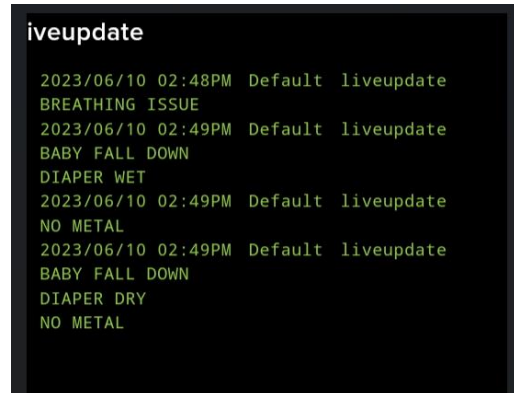 iveupdate
2023/06/10 02:48PM Default liveupdate
BREATHING ISSUE
2023/06/10 02:49PM Default liveupdate
BABY FALL DOWN
DIAPER WET
2023/06/10 02:49PM Default liveupdate
NO METAL
2023/06/10 02:49PM Default liveupdate
BABY FALL DOWN
DIAPER DRY
NO METAL